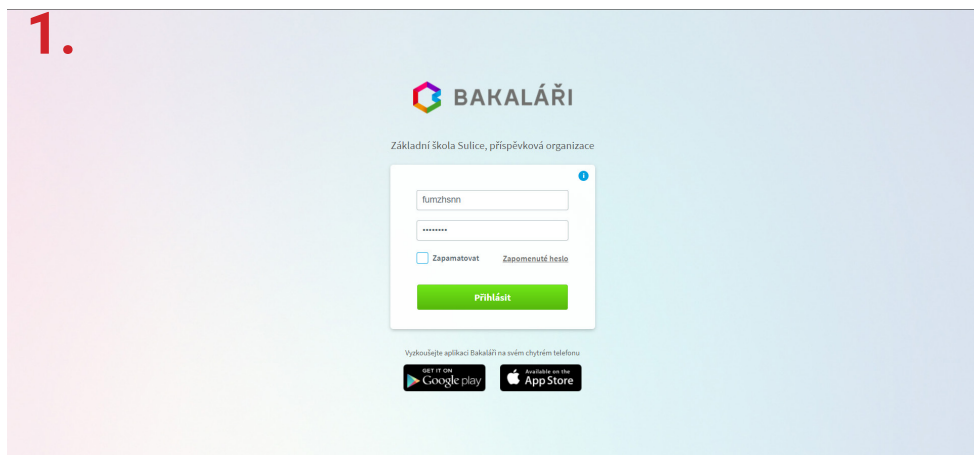 1.
BAKALÁŘI
Základní škola Sulice, příspěvková organizace
i
fumzhsnn
••••••••
Zapamatovat Zapomenuté heslo
Přihlásit
Vyzkoušejte aplikaci Bakaláři na svém chytrém telefonu
GET IT ON
Google play
Available on the
App Store